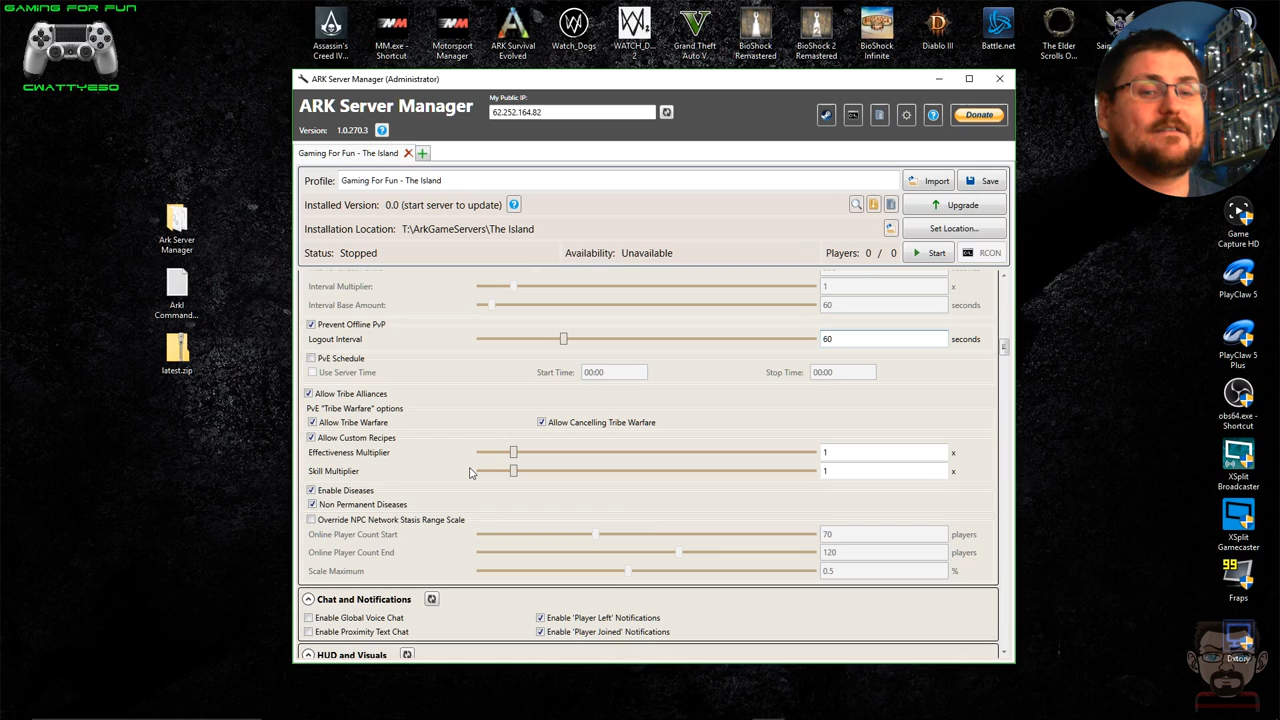 GAMING FOR FUN
CWATTYE50
Assassin's Creed IV...
MM.exe - Shortcut
Motorsport Manager
ARK Survival Evolved
Watch_Dogs
WATCH_D... 2
Grand Theft Auto V
BioShock Remastered
BioShock 2 Remastered
BioShock Infinite
Diablo III
Battle.net
The Elder Scrolls O...
ARK Server Manager (Administrator)
ARK Server Manager
My Public IP:
62.252.164.82
Donate
Version: 1.0.270.3
Gaming For Fun - The Island
Profile: Gaming For Fun - The Island
Import
Save
Installed Version: 0.0 (start server to update)
Upgrade
Installation Location: T:\ArkGameServers\The Island
Set Location...
Status: Stopped
Availability: Unavailable
Players: 0 / 0
Start
RCON
Interval Multiplier: 1 x
Interval Base Amount: 60 seconds
Prevent Offline PvP
Logout Interval 60 seconds
PvE Schedule
Use Server Time Start Time: 00:00 Stop Time: 00:00
Allow Tribe Alliances
PvE "Tribe Warfare" options
Allow Tribe Warfare Allow Cancelling Tribe Warfare
Allow Custom Recipes
Effectiveness Multiplier 1 x
Skill Multiplier 1 x
Enable Diseases
Non Permanent Diseases
Override NPC Network Stasis Range Scale
Online Player Count Start 70 players
Online Player Count End 120 players
Scale Maximum 0.5 %
Chat and Notifications
Enable Global Voice Chat Enable 'Player Left' Notifications
Enable Proximity Text Chat Enable 'Player Joined' Notifications
HUD and Visuals
Ark Server Manager
ArkI Command...
latest.zip
Game Capture HD
PlayClaw 5
PlayClaw 5 Plus
obs64.exe - Shortcut
XSplit Broadcaster
XSplit Gamecaster
99
Fraps
Dxtory